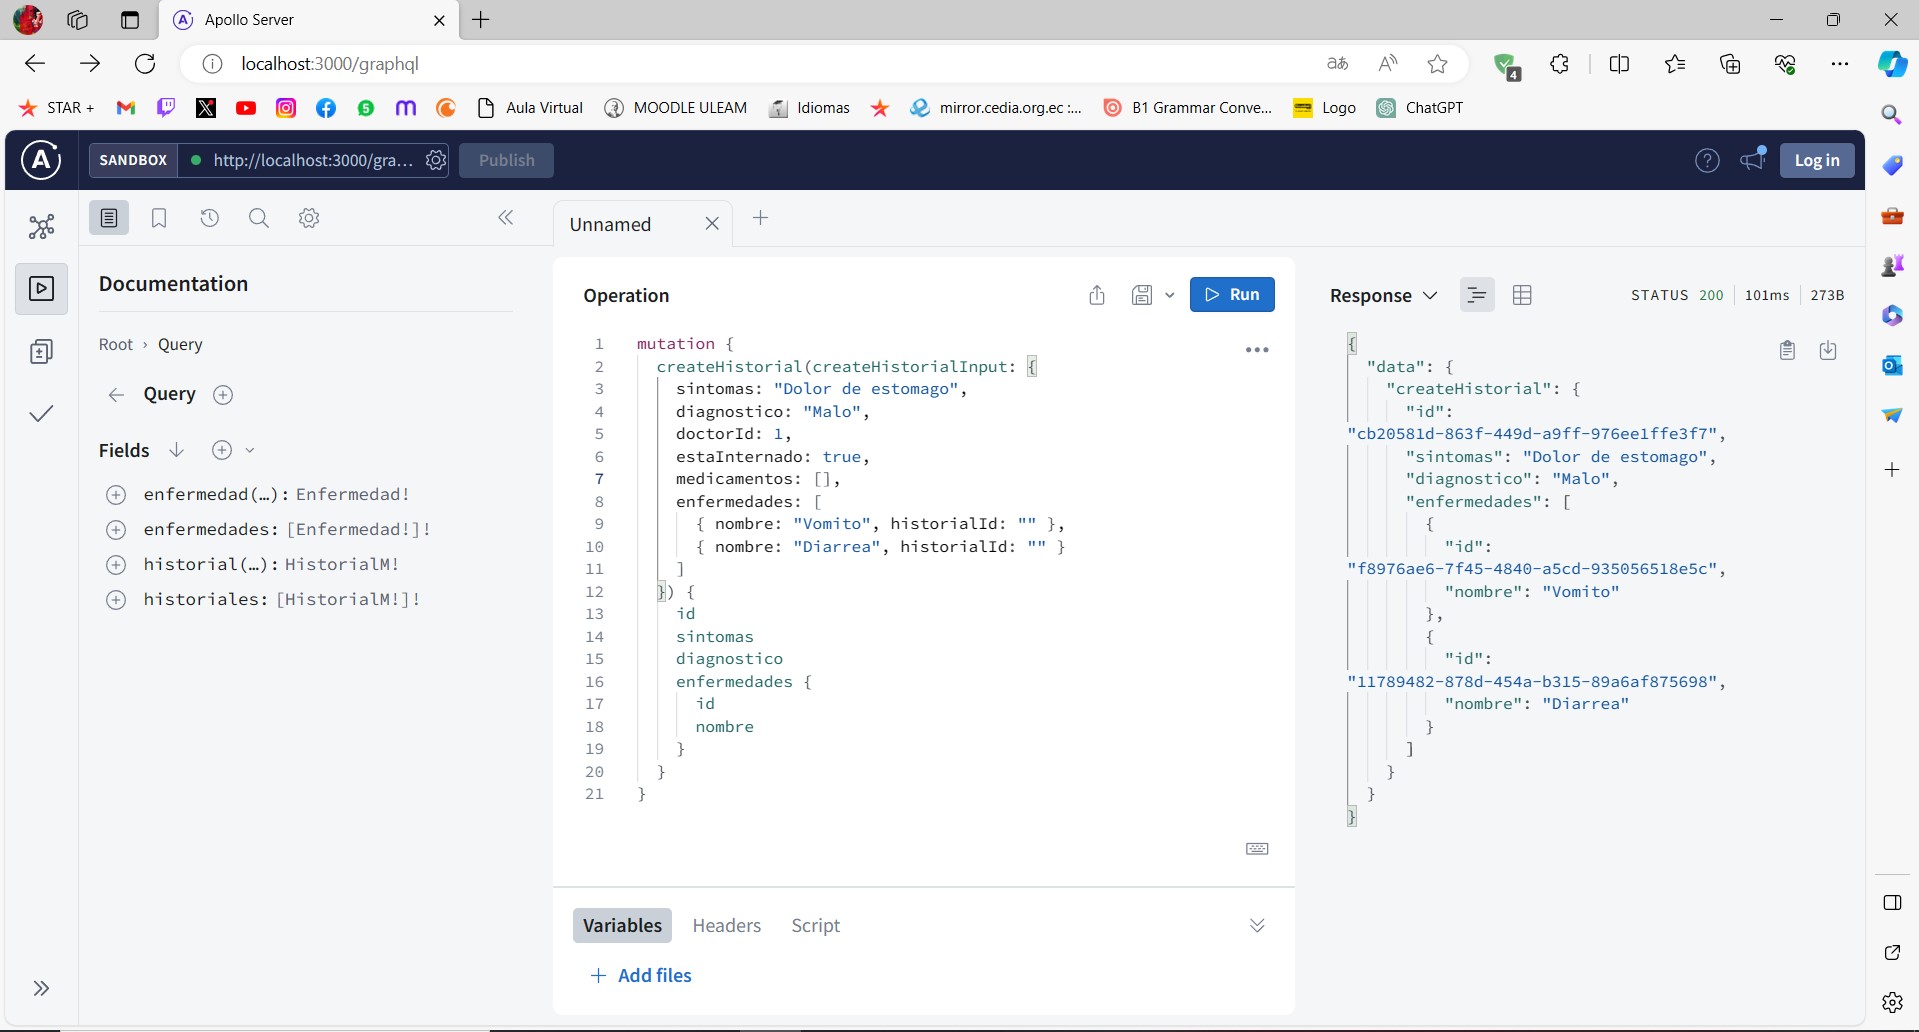 Apollo Server
localhost:3000/graphql
aあ
A
4
STAR +
5
Aula Virtual
MOODLE ULEAM
Idiomas
mirror.cedia.org.ec :...
B1 Grammar Conve...
Logo
ChatGPT
SANDBOX
http://localhost:3000/gra...
Publish
Log in
Unnamed
Documentation
Root › Query
Query
Fields
enfermedad(…): Enfermedad!
enfermedades: [Enfermedad!]!
historial(…): HistorialM!
historiales: [HistorialM!]!
Operation
Run
1 mutation {
2 createHistorial(createHistorialInput: {
3 sintomas: "Dolor de estomago",
4 diagnostico: "Malo",
5 doctorId: 1,
6 estaInternado: true,
7 medicamentos: [],
8 enfermedades: [
9 { nombre: "Vomito", historialId: "" },
10 { nombre: "Diarrea", historialId: "" }
11 ]
12 }) {
13 id
14 sintomas
15 diagnostico
16 enfermedades {
17 id
18 nombre
19 }
20 }
21 }
Variables
Headers
Script
Add files
Response
STATUS 200
101ms
273B
{
"data": {
"createHistorial": {
"id":
"cb20581d-863f-449d-a9ff-976ee1ffe3f7",
"sintomas": "Dolor de estomago",
"diagnostico": "Malo",
"enfermedades": [
{
"id":
"f8976ae6-7f45-4840-a5cd-935056518e5c",
"nombre": "Vomito"
},
{
"id":
"11789482-878d-454a-b315-89a6af875698",
"nombre": "Diarrea"
}
]
}
}
}